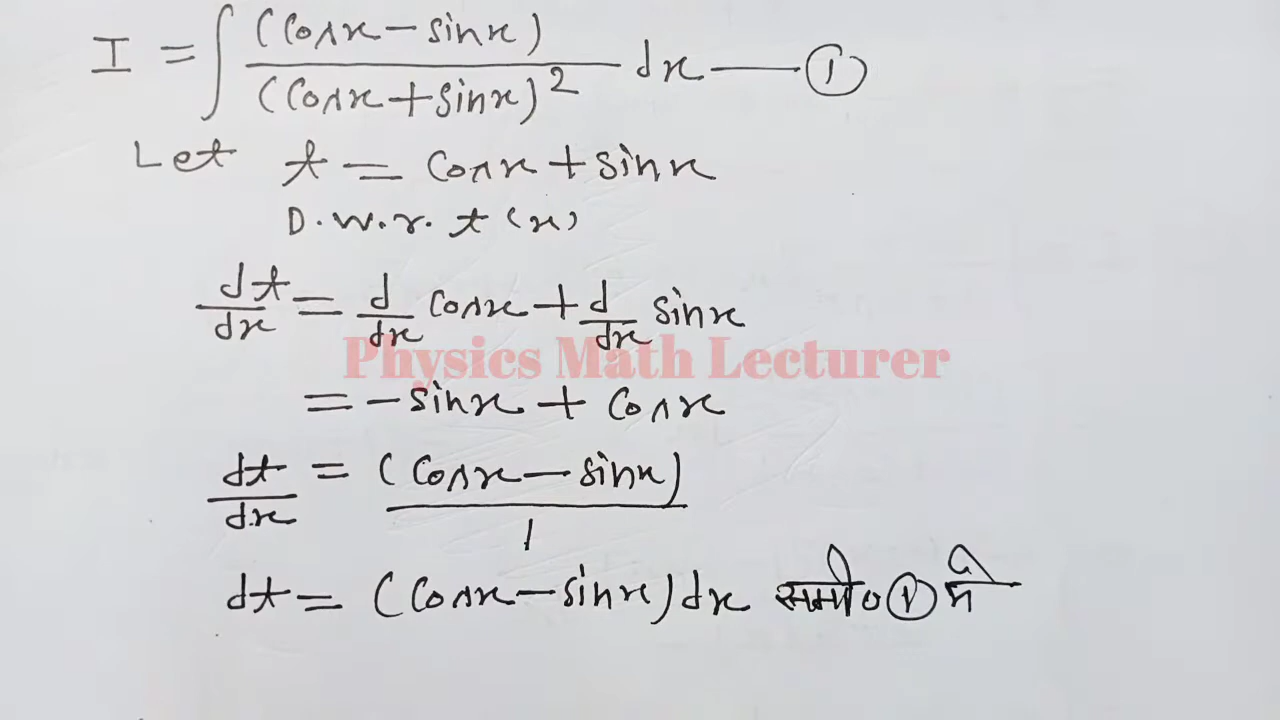 I = ∫ (cosx - sinx) / (cosx + sinx)² dx —— ①
Let t = cosx + sinx
D.w.r.t (x)
dt/dx = d/dx cosx + d/dx sinx
Physics Math Lecturer
= - sinx + cosx
dt/dx = (cosx - sinx) / 1
dt = (cosx - sinx) dx समी० ① में